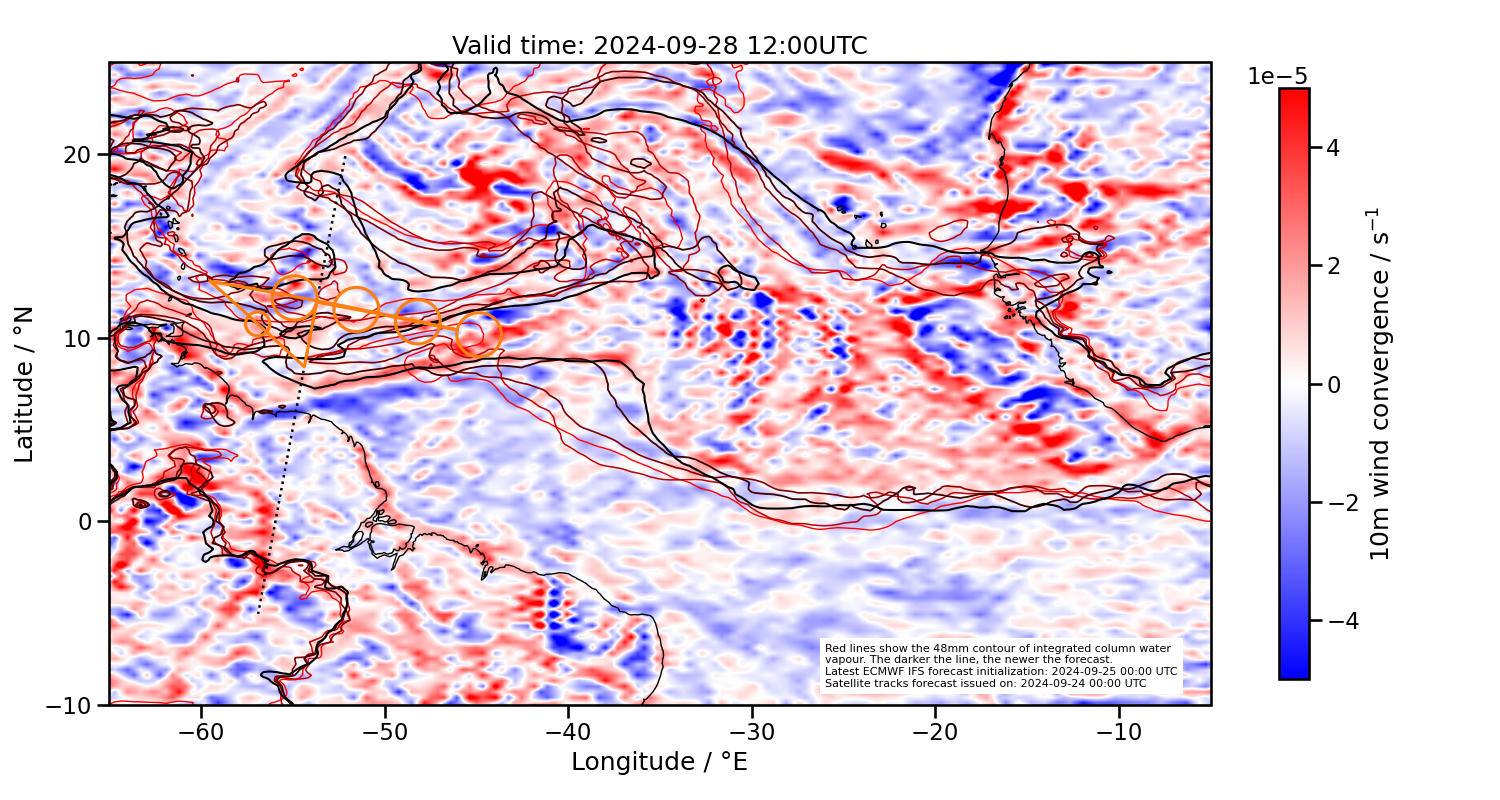 Valid time: 2024-09-28 12:00UTC
1e−5
20
10
0
−10
Latitude / °N
−60
−50
−40
−30
−20
−10
Longitude / °E
4
2
0
−2
−4
10m wind convergence / s⁻¹
Red lines show the 48mm contour of integrated column water
vapour. The darker the line, the newer the forecast.
Latest ECMWF IFS forecast initialization: 2024-09-25 00:00 UTC
Satellite tracks forecast issued on: 2024-09-24 00:00 UTC